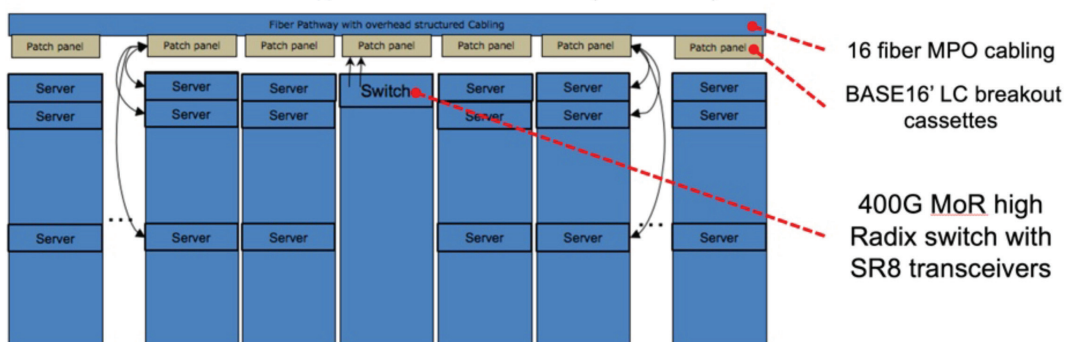 Fiber Pathway with overhead structured Cabling
Patch panel Patch panel Patch panel Patch panel Patch panel Patch panel Patch panel
Server Server Server Switch Server Server Server
Server Server Server Server Server Server
... ...
Server Server Server Server Server Server
16 fiber MPO cabling
BASE16’ LC breakout
cassettes
400G MoR high
Radix switch with
SR8 transceivers